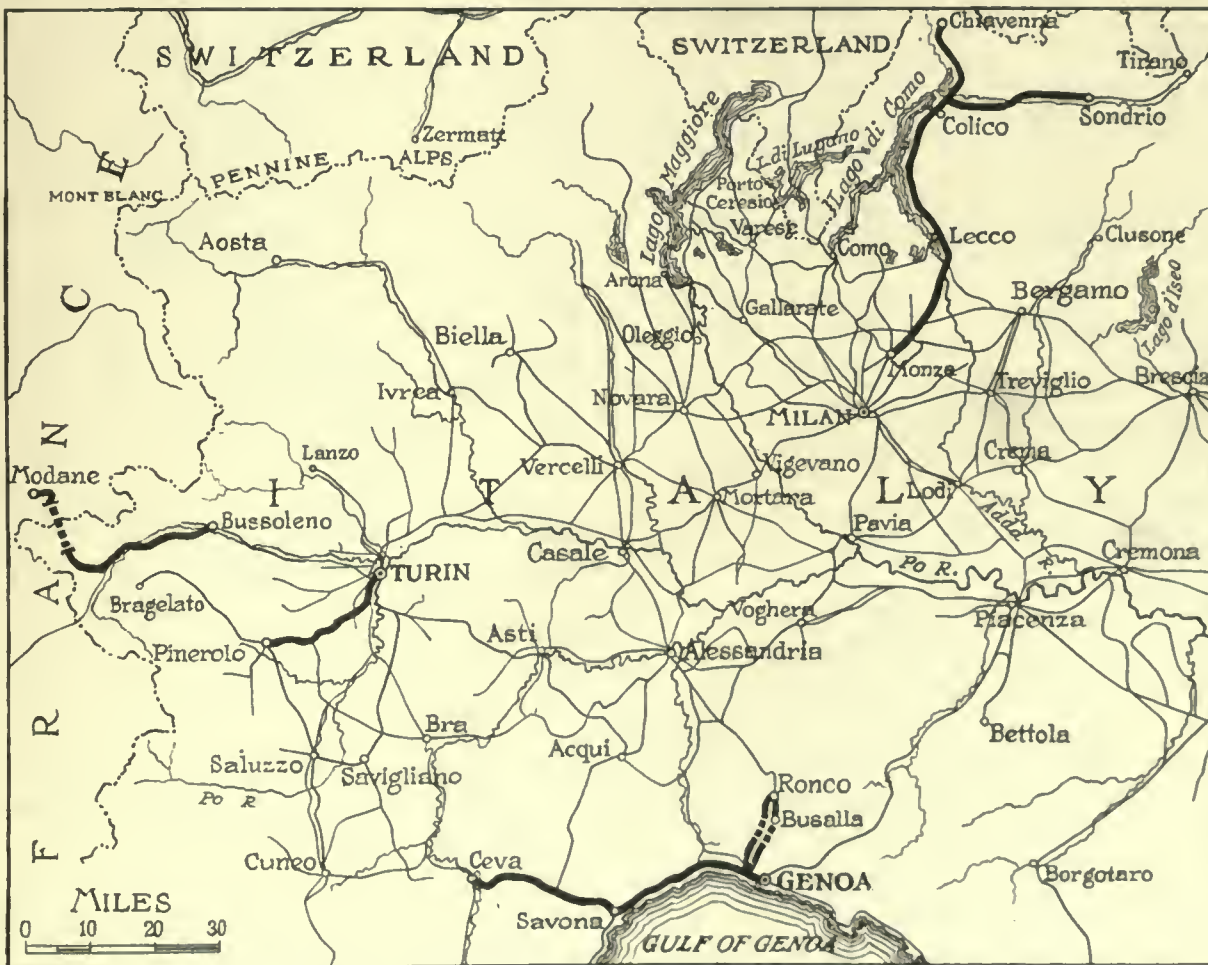 SWITZERLAND
SWITZERLAND
Chiavenna
Tirano
Sondrio
Colico
Zermatt
ALPS
PENNINE
MONT BLANC
Lago Maggiore
L. di Lugano
Lago di Como
Porto
Ceresio
Varese
Como
Lecco
Clusone
Aosta
Arona
Gallarate
Bergamo
Lago d'Iseo
Biella
Oleggio
Monza
Ivrea
Novara
MILAN
Treviglio
Brescia
Lanzo
Vercelli
Vigevano
Crema
Modane
Mortara
Lodi
ITALY
Bussoleno
Pavia
Adda R.
Casale
Cremona
TURIN
Po R.
Bragelato
Voghera
Piacenza
Pinerolo
Asti
Alessandria
FRANCE
Bra
Acqui
Bettola
Saluzzo
Savigliano
Po R
Ronco
Busalla
Cuneo
Ceva
GENOA
Borgotaro
MILES
0 10 20 30
Savona
GULF OF GENOA